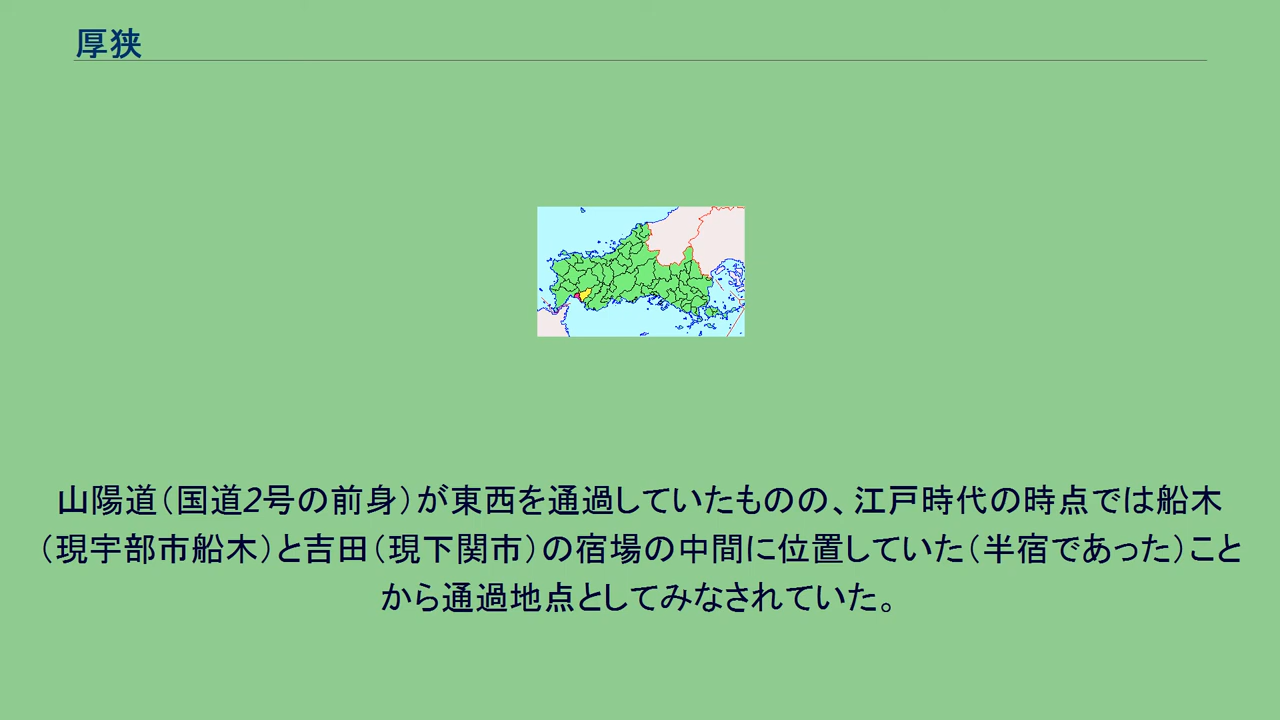 厚狭
山陽道（国道2号の前身）が東西を通過していたものの、江戸時代の時点では船木
（現宇部市船木）と吉田（現下関市）の宿場の中間に位置していた（半宿であった）こと
から通過地点としてみなされていた。